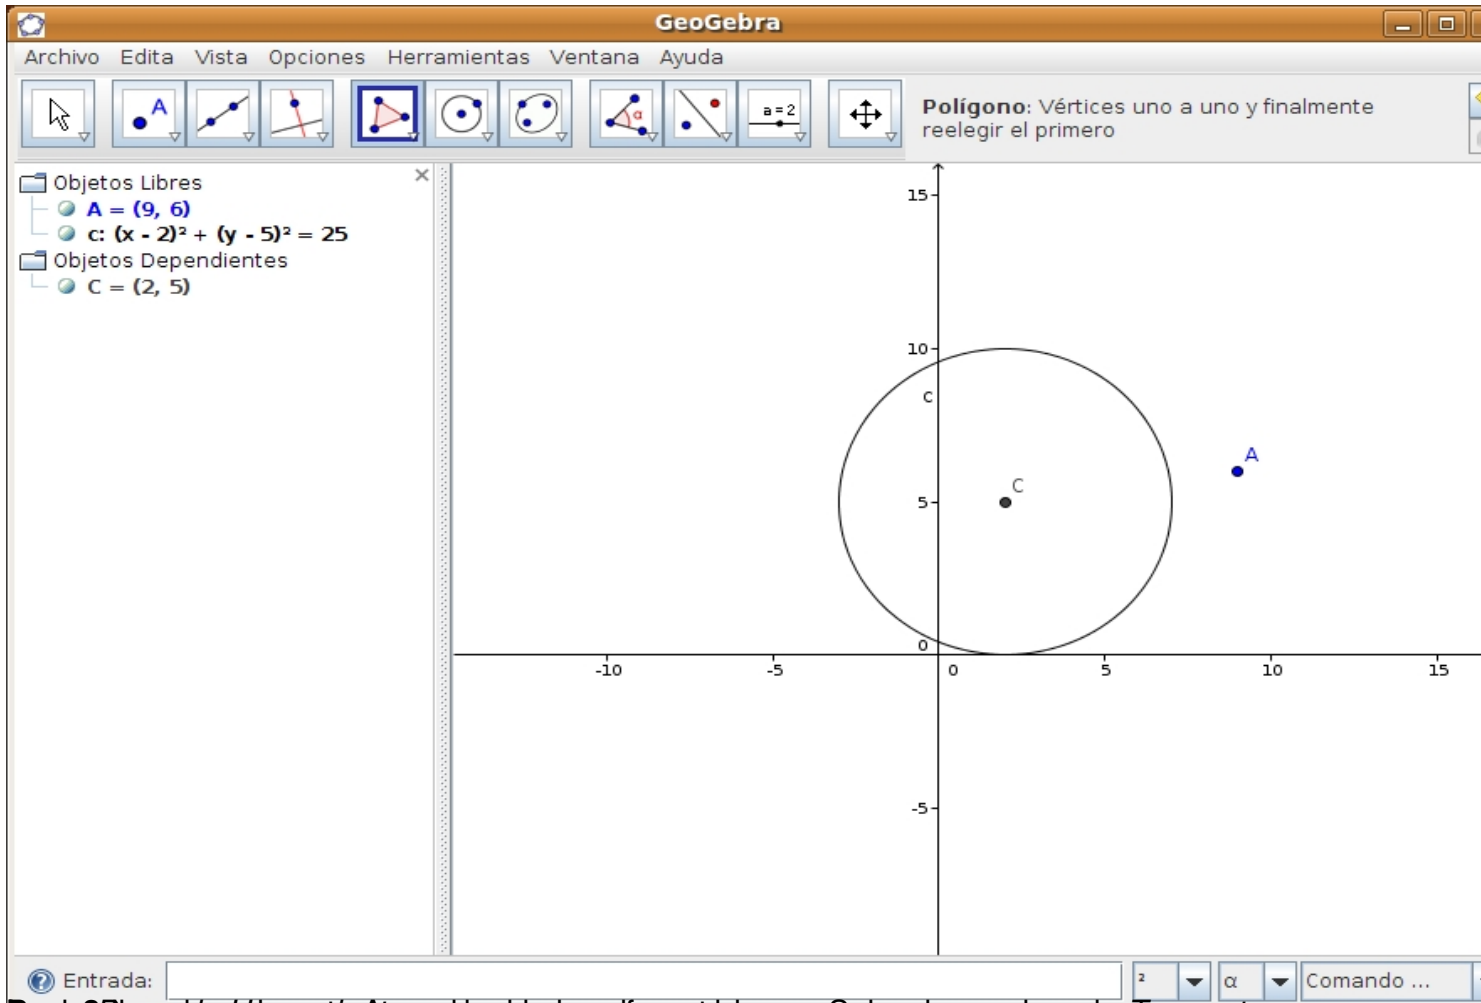 GeoGebra
Archivo Edita Vista Opciones Herramientas Ventana Ayuda
A
α
a = 2
Polígono: Vértices uno a uno y finalmente
reelegir el primero
Objetos Libres
A = (9, 6)
c: (x - 2)² + (y - 5)² = 25
Objetos Dependientes
C = (2, 5)
15
10
c
A
C
5
0
-10 -5 0 5 10 15
-5
Entrada:
² α Comando ...